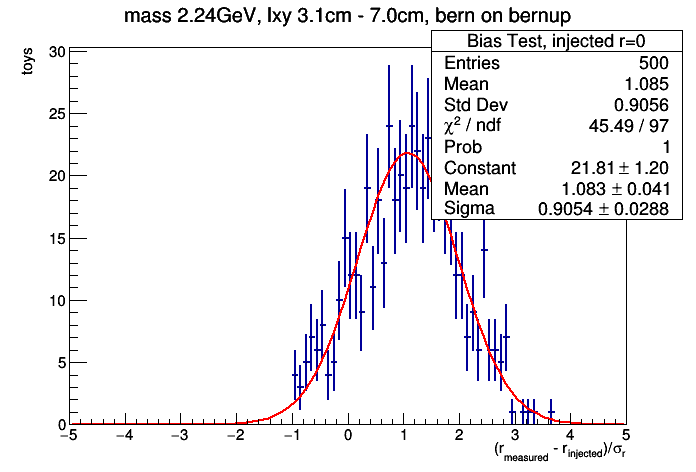 mass 2.24GeV, lxy 3.1cm - 7.0cm, bern on bernup
Bias Test, injected r=0
Entries 500
Mean 1.085
Std Dev 0.9056
χ² / ndf 45.49 / 97
Prob 1
Constant 21.81 ± 1.20
Mean 1.083 ± 0.041
Sigma 0.9054 ± 0.0288
toys
30
25
20
15
10
5
0
−5 −4 −3 −2 −1 0 1 2 3 4 5
(r_measured - r_injected)/σ_r